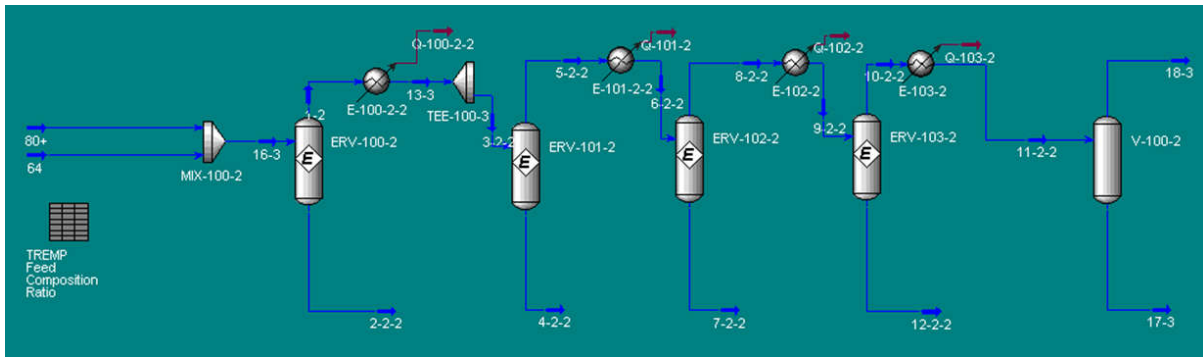 Q-100-2-2
E-100-2-2
13-3
TEE-100-3
5-2-2
Q-101-2
E-101-2-2
6-2-2
8-2-2
Q-102-2
E-102-2
9-2-2
10-2-2
Q-103-2
E-103-2
18-3
80+
64
MIX-100-2
16-3
ERV-100-2
3-2-2
ERV-101-2
ERV-102-2
ERV-103-2
11-2-2
V-100-2
E
E
E
E
TREMP
Feed
Composition
Ratio
2-2-2
4-2-2
7-2-2
12-2-2
17-3